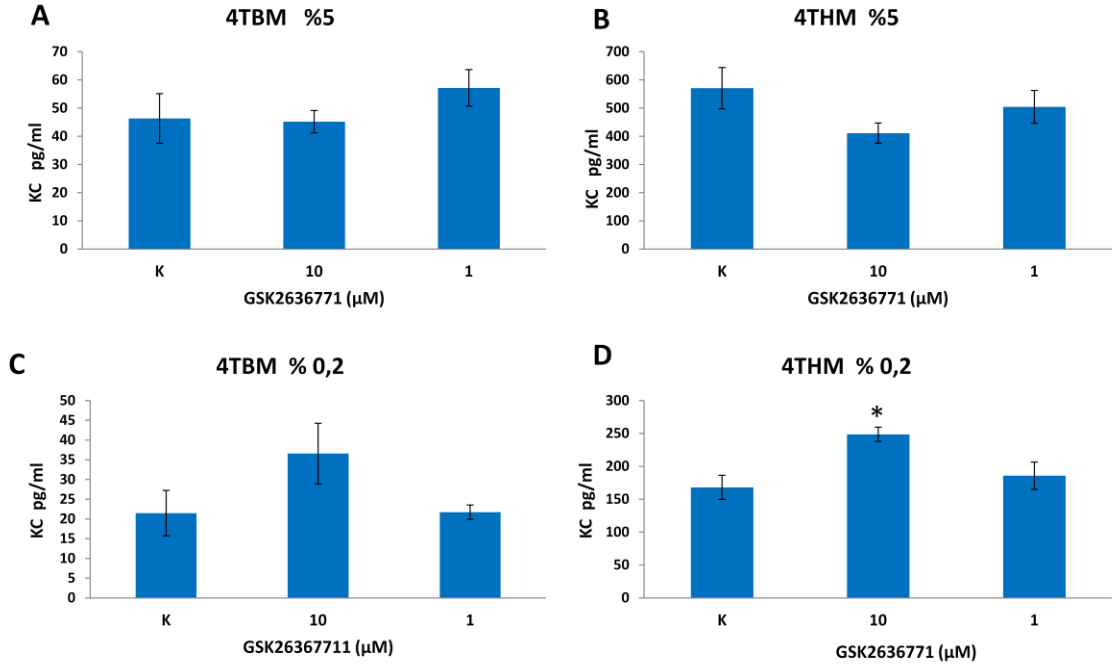 A
4TBM %5
70
60
50
40
30
20
10
0
KC pg/ml
K 10 1
GSK2636771 (µM)
B
4THM %5
700
600
500
400
300
200
100
0
KC pg/ml
K 10 1
GSK2636771 (µM)
C
4TBM % 0,2
50
45
40
35
30
25
20
15
10
5
0
KC pg/ml
K 10 1
GSK26367711 (µM)
D
4THM % 0,2
300
250
200
150
100
50
0
KC pg/ml
*
K 10 1
GSK2636771 (µM)